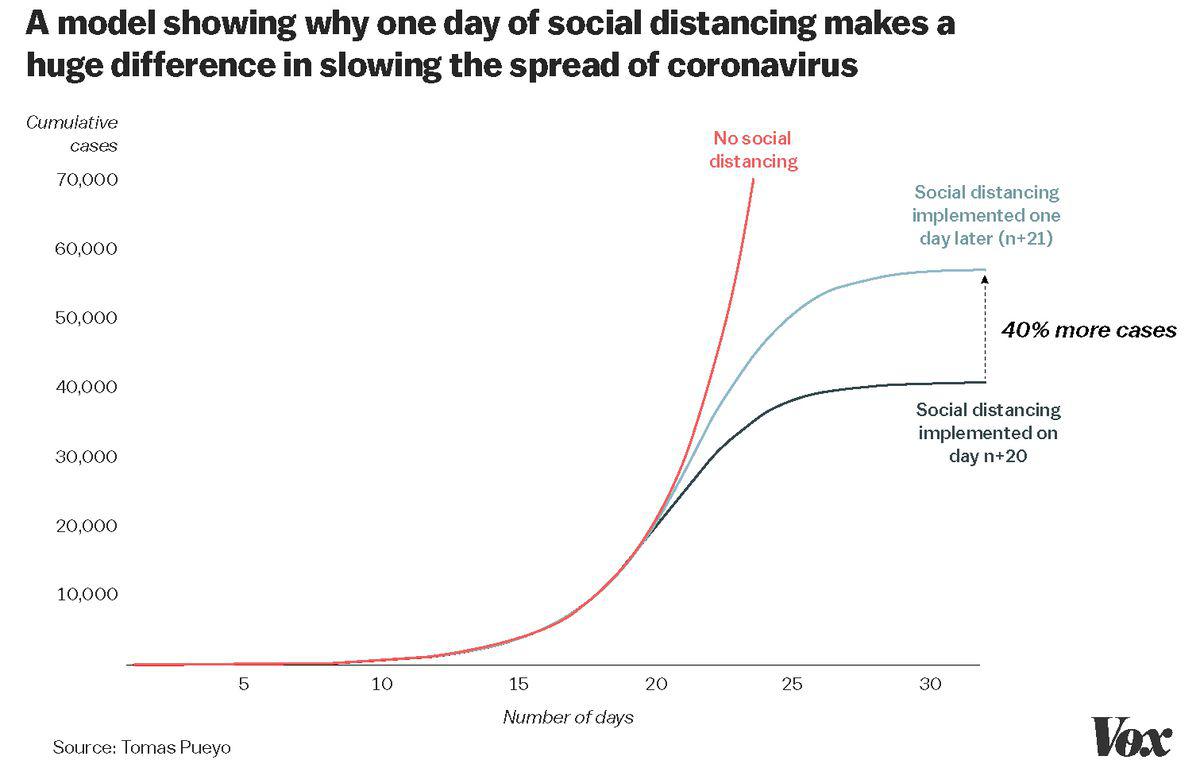 A model showing why one day of social distancing makes a
huge difference in slowing the spread of coronavirus
Cumulative
cases
70,000
60,000
50,000
40,000
30,000
20,000
10,000
No social
distancing
Social distancing
implemented one
day later (n+21)
40% more cases
Social distancing
implemented on
day n+20
5 10 15 20 25 30
Number of days
Source: Tomas Pueyo
Vox